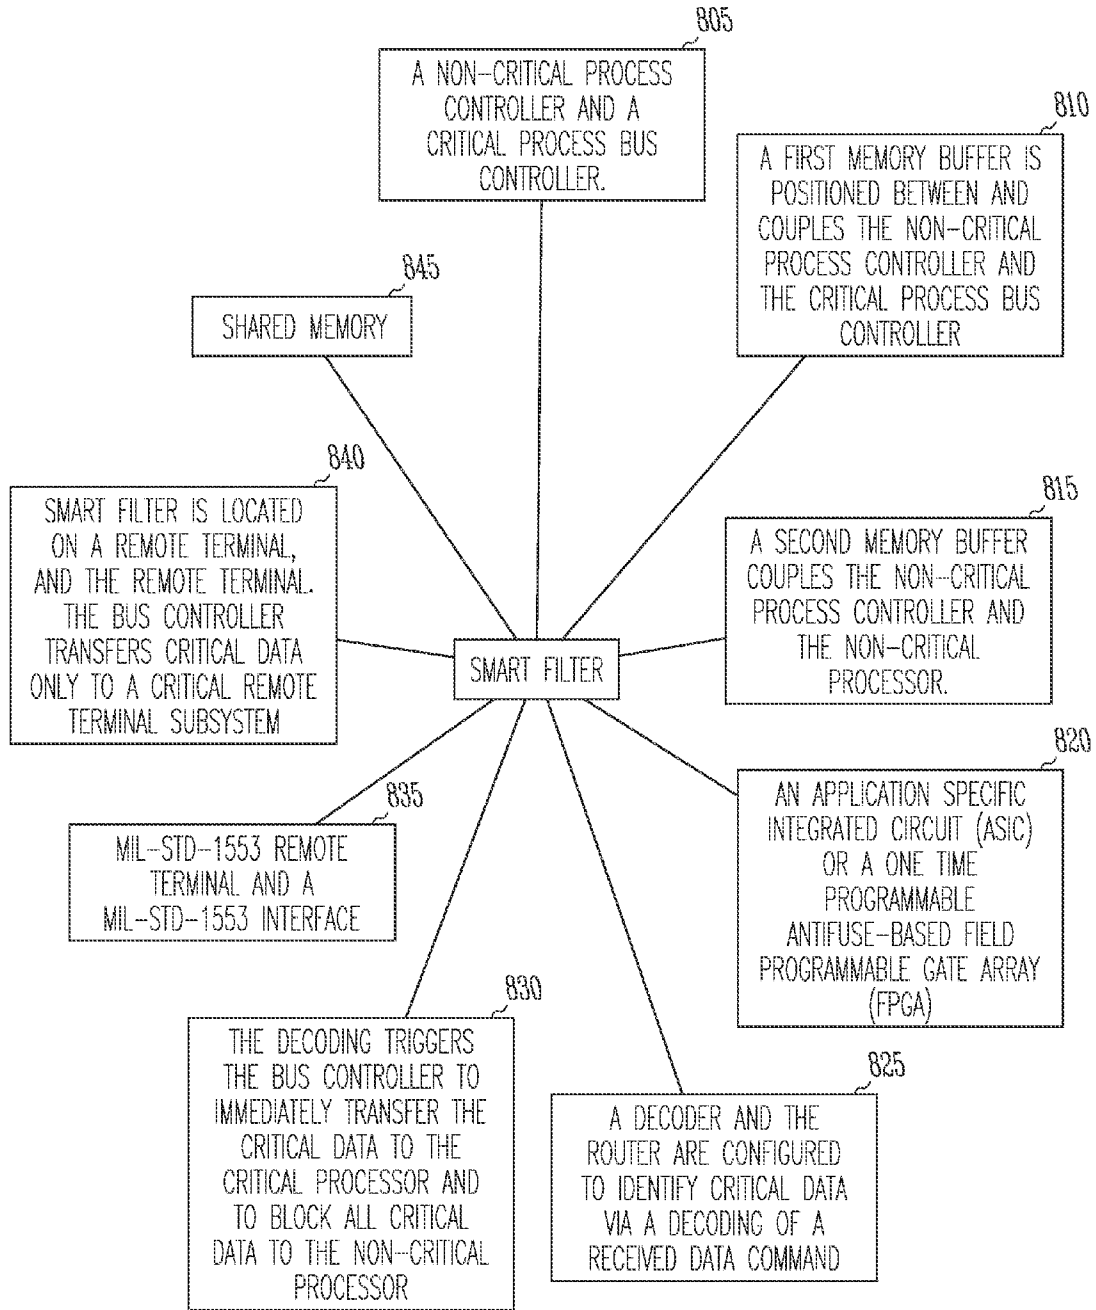 805
A NON-CRITICAL PROCESS
CONTROLLER AND A
CRITICAL PROCESS BUS
CONTROLLER.
810
A FIRST MEMORY BUFFER IS
POSITIONED BETWEEN AND
COUPLES THE NON-CRITICAL
PROCESS CONTROLLER AND
THE CRITICAL PROCESS BUS
CONTROLLER
845
SHARED MEMORY
840
SMART FILTER IS LOCATED
ON A REMOTE TERMINAL,
AND THE REMOTE TERMINAL.
THE BUS CONTROLLER
TRANSFERS CRITICAL DATA
ONLY TO A CRITICAL REMOTE
TERMINAL SUBSYSTEM
815
A SECOND MEMORY BUFFER
COUPLES THE NON-CRITICAL
PROCESS CONTROLLER AND
THE NON-CRITICAL
PROCESSOR.
SMART FILTER
820
AN APPLICATION SPECIFIC
INTEGRATED CIRCUIT (ASIC)
OR A ONE TIME
PROGRAMMABLE
ANTIFUSE-BASED FIELD
PROGRAMMABLE GATE ARRAY
(FPGA)
835
MIL-STD-1553 REMOTE
TERMINAL AND A
MIL-STD-1553 INTERFACE
830
THE DECODING TRIGGERS
THE BUS CONTROLLER TO
IMMEDIATELY TRANSFER THE
CRITICAL DATA TO THE
CRITICAL PROCESSOR AND
TO BLOCK ALL CRITICAL
DATA TO THE NON-CRITICAL
PROCESSOR
825
A DECODER AND THE
ROUTER ARE CONFIGURED
TO IDENTIFY CRITICAL DATA
VIA A DECODING OF A
RECEIVED DATA COMMAND